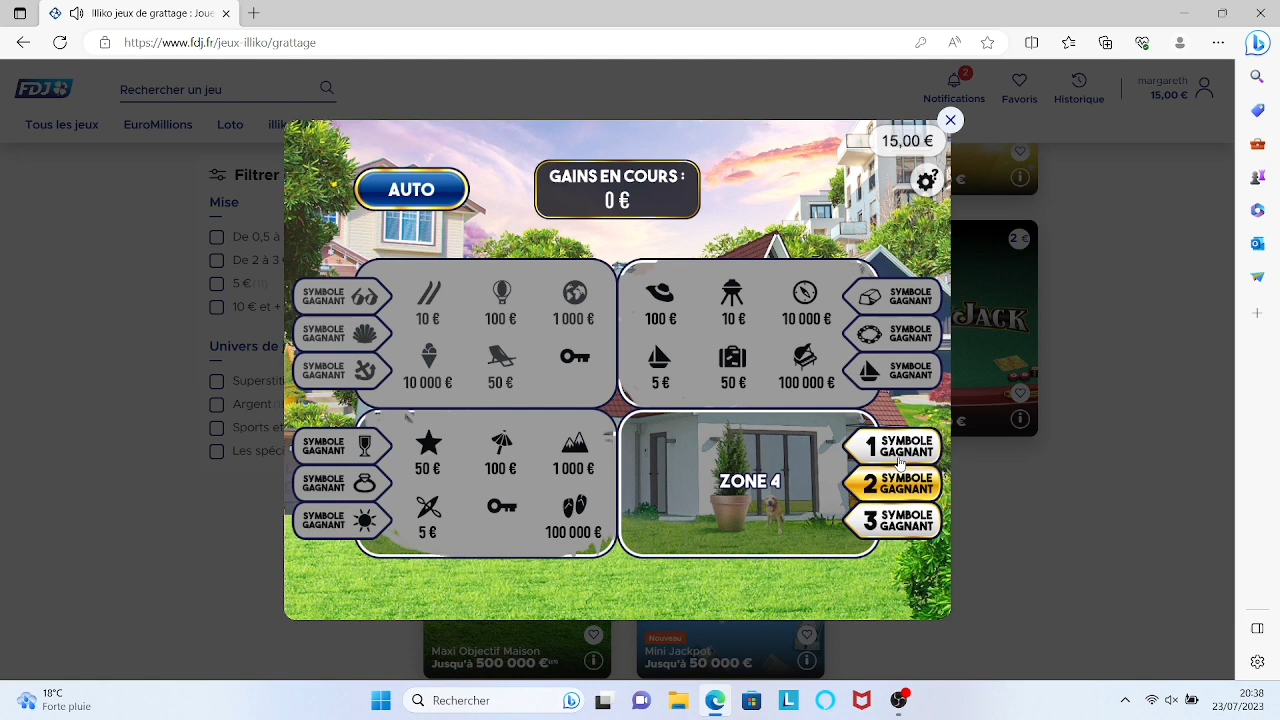 illiko jeux de grattage : Joue
https://www.fdj.fr/jeux-illiko/grattage
FDJ
Rechercher un jeu
2
Notifications
Favoris
Historique
margareth
15,00 €
Tous les jeux
EuroMillions
Loto
illik
15,00 €
AUTO
GAINS EN COURS :
0 €
Filtrer
Mise
De 0,5 à
De 2 à 3
5 € (11)
10 € et +
Univers de
Superstiti
Argent
Sports et
Les spéci
SYMBOLE GAGNANT
SYMBOLE GAGNANT
SYMBOLE GAGNANT
10 €
100 €
1 000 €
10 000 €
50 €
100 €
10 €
10 000 €
5 €
50 €
100 000 €
SYMBOLE GAGNANT
SYMBOLE GAGNANT
SYMBOLE GAGNANT
SYMBOLE GAGNANT
SYMBOLE GAGNANT
SYMBOLE GAGNANT
50 €
100 €
1 000 €
5 €
100 000 €
ZONE 4
1 SYMBOLE GAGNANT
2 SYMBOLE GAGNANT
3 SYMBOLE GAGNANT
€
2 €
JACK
€
Maxi Objectif Maison
Jusqu'à 500 000 €
Nouveau
Mini Jackpot
Jusqu'à 50 000 €
18°C
Forte pluie
Rechercher
20:38
23/07/2023